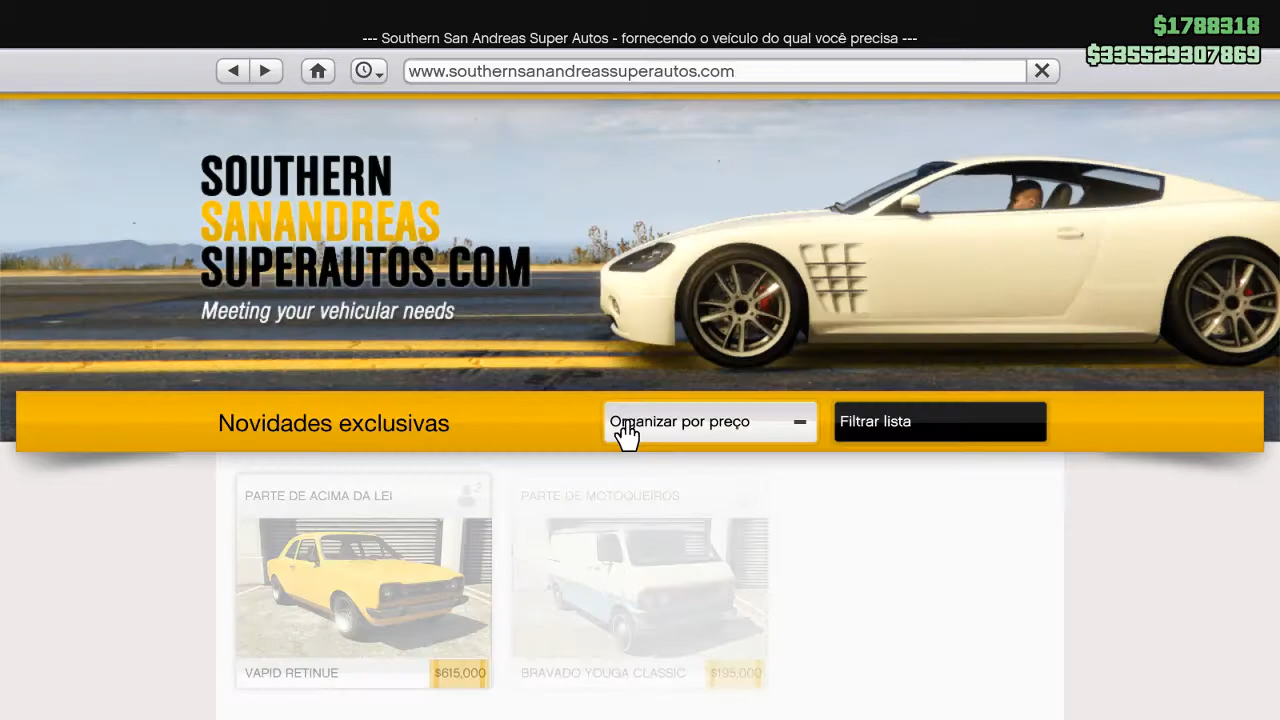 --- Southern San Andreas Super Autos - fornecendo o veículo do qual você precisa ---
$1788318
$335529307869
www.southernsanandreassuperautos.com
SOUTHERN
SANANDREAS
SUPERAUTOS.COM
Meeting your vehicular needs
Novidades exclusivas
Organizar por preço
Filtrar lista
PARTE DE ACIMA DA LEI
2
PARTE DE MOTOQUEIROS
VAPID RETINUE
$615,000
BRAVADO YOUGA CLASSIC
$195,000